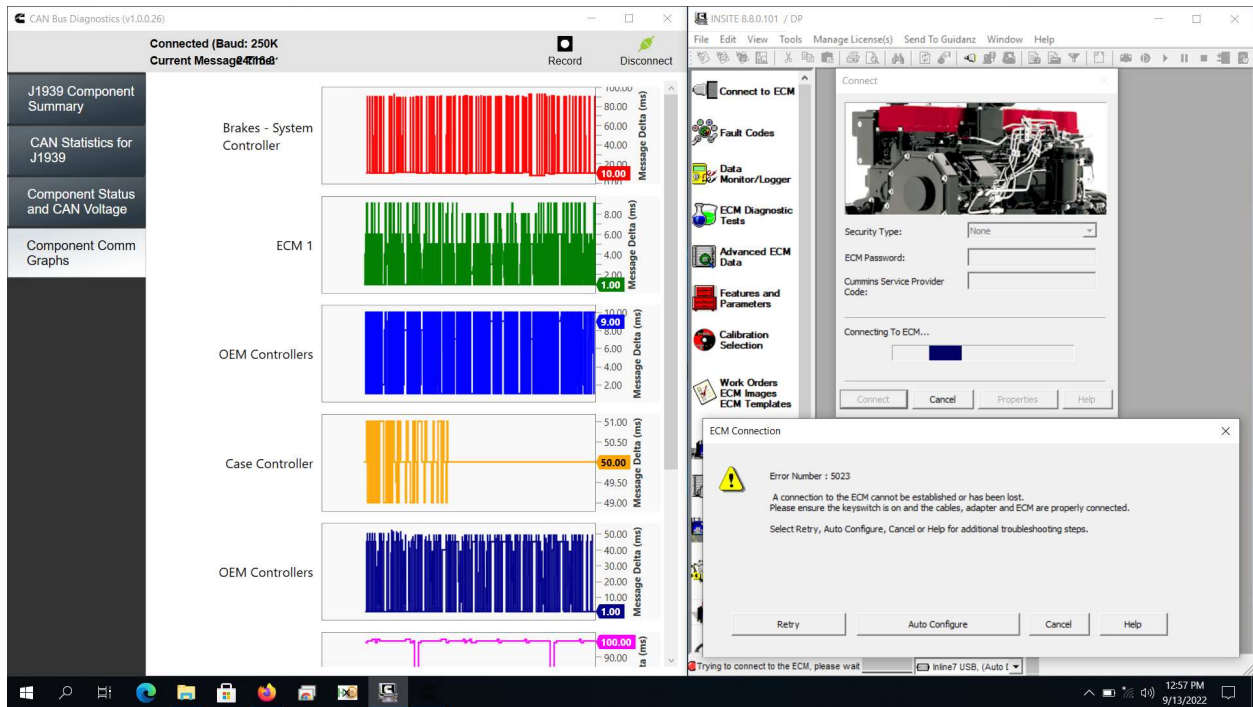 CAN Bus Diagnostics (v1.0.0.26)
Connected (Baud: 250K
Current Message
Record
Disconnect
J1939 Component
Summary
CAN Statistics for
J1939
Component Status
and CAN Voltage
Component Comm
Graphs
Brakes - System
Controller
100.00
80.00
60.00
40.00
20.00
10.00
Message Delta (ms)
ECM 1
8.00
6.00
4.00
2.00
1.00
Message Delta (ms)
OEM Controllers
10.00
9.00
8.00
6.00
4.00
2.00
Message Delta (ms)
Case Controller
51.00
50.50
50.00
49.50
49.00
Message Delta (ms)
OEM Controllers
50.00
40.00
30.00
20.00
10.00
1.00
Message Delta (ms)
100.00
90.00
ta (ms)
INSITE 8.8.0.101 / DP
File Edit View Tools Manage License(s) Send To Guidanz Window Help
Connect to ECM
Fault Codes
Data
Monitor/Logger
ECM Diagnostic
Tests
Advanced ECM
Data
Features and
Parameters
Calibration
Selection
Work Orders
ECM Images
ECM Templates
Connect
Security Type:
None
ECM Password:
Cummins Service Provider
Code:
Connecting To ECM...
Connect Cancel Properties Help
ECM Connection
Error Number : 5023
A connection to the ECM cannot be established or has been lost.
Please ensure the keyswitch is on and the cables, adapter and ECM are properly connected.
Select Retry, Auto Configure, Cancel or Help for additional troubleshooting steps.
Retry Auto Configure Cancel Help
Trying to connect to the ECM, please wait
Inline7 USB, (Auto
12:57 PM
9/13/2022